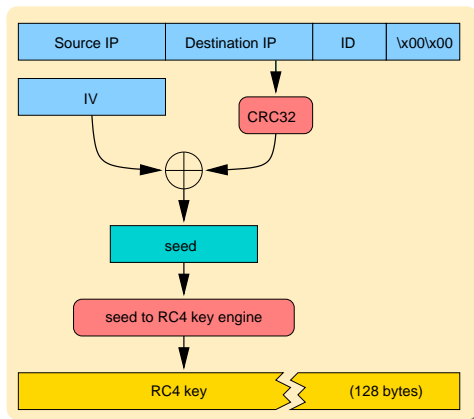 Source IP Destination IP ID \x00\x00
IV
CRC32
seed
seed to RC4 key engine
RC4 key (128 bytes)